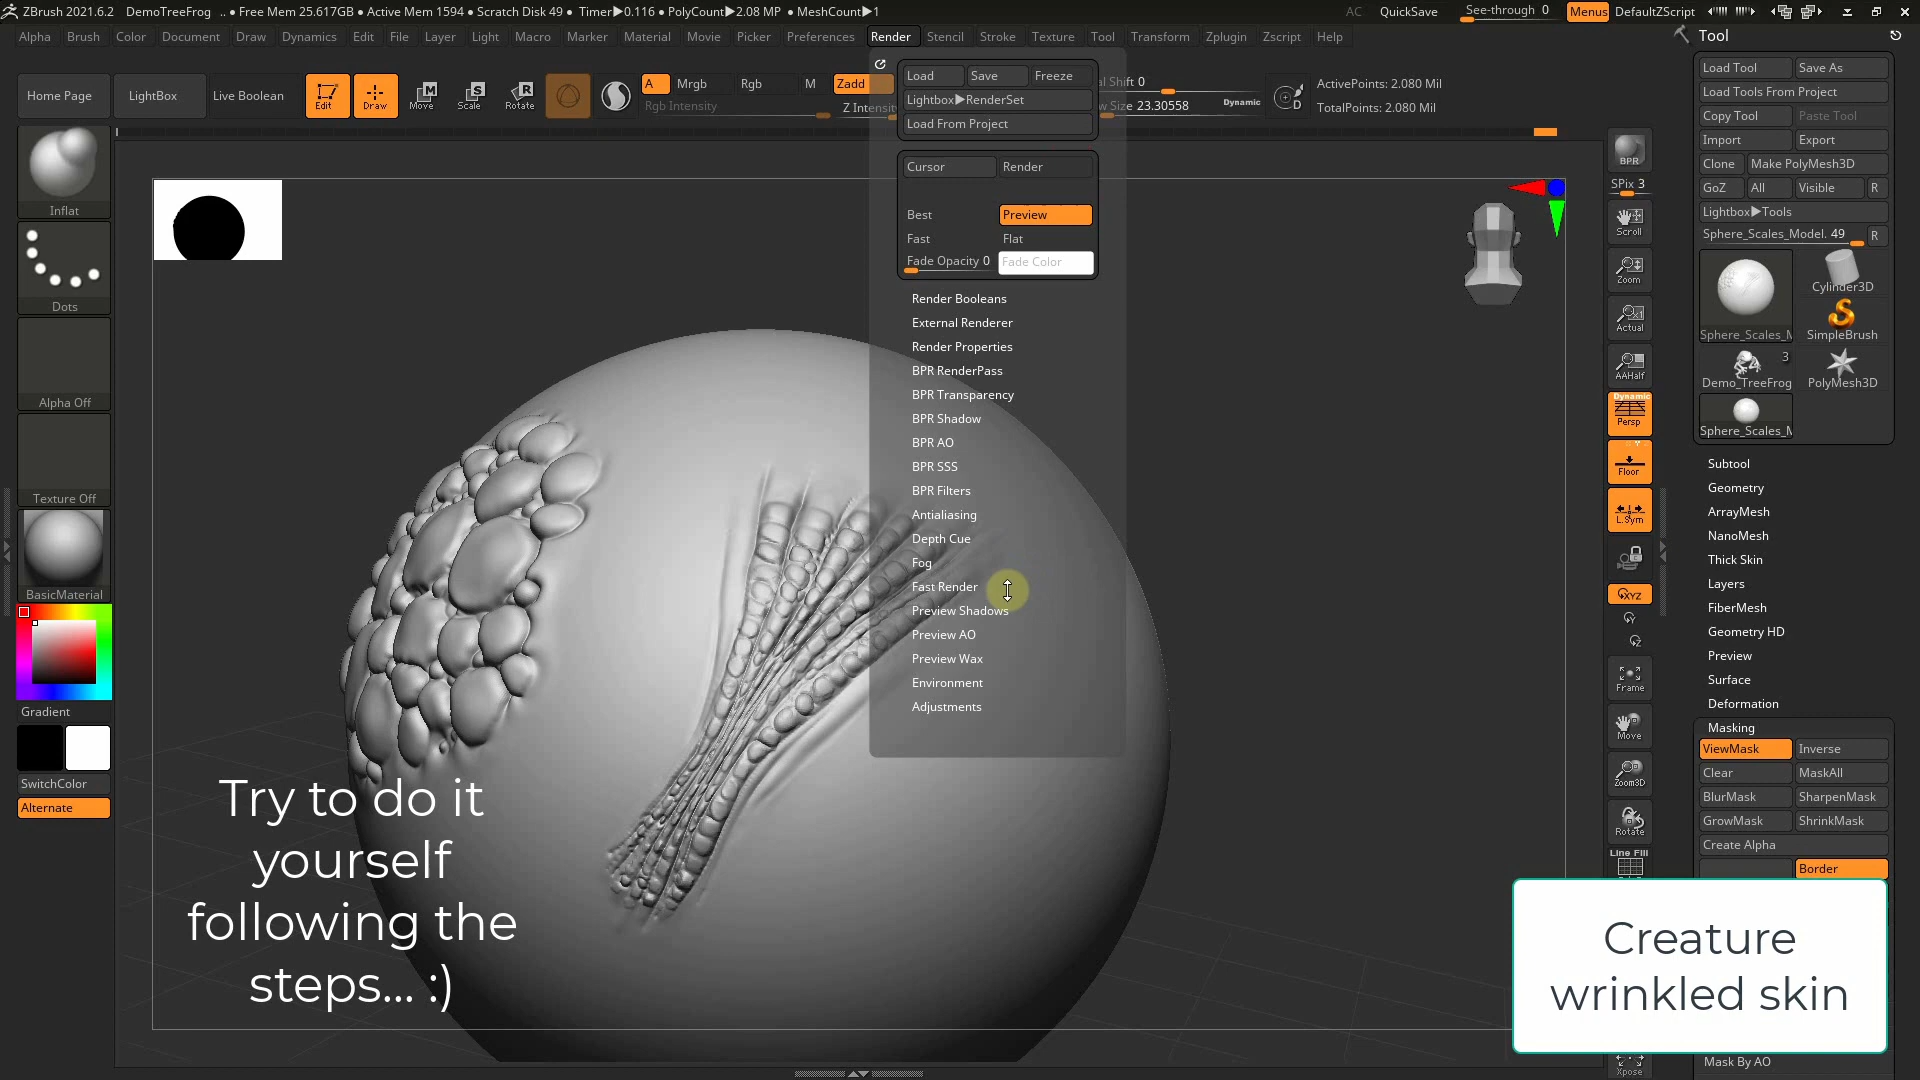 ZBrush 2021.6.2 DemoTreeFrog .. • Free Mem 25.617GB • Active Mem 1594 • Scratch Disk 49 • Timer▶0.116 • PolyCount▶2.08 MP • MeshCount▶1 AC QuickSave See-through 0 Menus DefaultZScript
Alpha Brush Color Document Draw Dynamics Edit File Layer Light Macro Marker Material Movie Picker Preferences Render Stencil Stroke Texture Tool Transform Zplugin Zscript Help
Home Page LightBox Live Boolean Edit Draw Move Scale Rotate A Mrgb Rgb M Zadd
Rgb Intensity Z Intensity
al Shift 0
w Size 23.30558 Dynamic
D
ActivePoints: 2.080 Mil
TotalPoints: 2.080 Mil
Inflat
Dots
Alpha Off
Texture Off
BasicMaterial
Gradient
SwitchColor
Alternate
Load Save Freeze
Lightbox▶RenderSet
Load From Project
Cursor Render
Best Preview
Fast Flat
Fade Opacity 0 Fade Color
Render Booleans
External Renderer
Render Properties
BPR RenderPass
BPR Transparency
BPR Shadow
BPR AO
BPR SSS
BPR Filters
Antialiasing
Depth Cue
Fog
Fast Render
Preview Shadows
Preview AO
Preview Wax
Environment
Adjustments
Try to do it
yourself
following the
steps... :)
BPR
SPix 3
Scroll
Zoom
Actual
AAHalf
Dynamic
Persp
Floor
L.Sym
XYZ
Frame
Move
Zoom3D
Rotate
Line Fill
Xpose
Tool
Load Tool Save As
Load Tools From Project
Copy Tool Paste Tool
Import Export
Clone Make PolyMesh3D
GoZ All Visible R
Lightbox▶Tools
Sphere_Scales_Model. 49 R
Cylinder3D
Sphere_Scales_M SimpleBrush
3
Demo_TreeFrog PolyMesh3D
Sphere_Scales_M
Subtool
Geometry
ArrayMesh
NanoMesh
Thick Skin
Layers
FiberMesh
Geometry HD
Preview
Surface
Deformation
Masking
ViewMask Inverse
Clear MaskAll
BlurMask SharpenMask
GrowMask ShrinkMask
Create Alpha
Border
Creature
wrinkled skin
Mask By AO